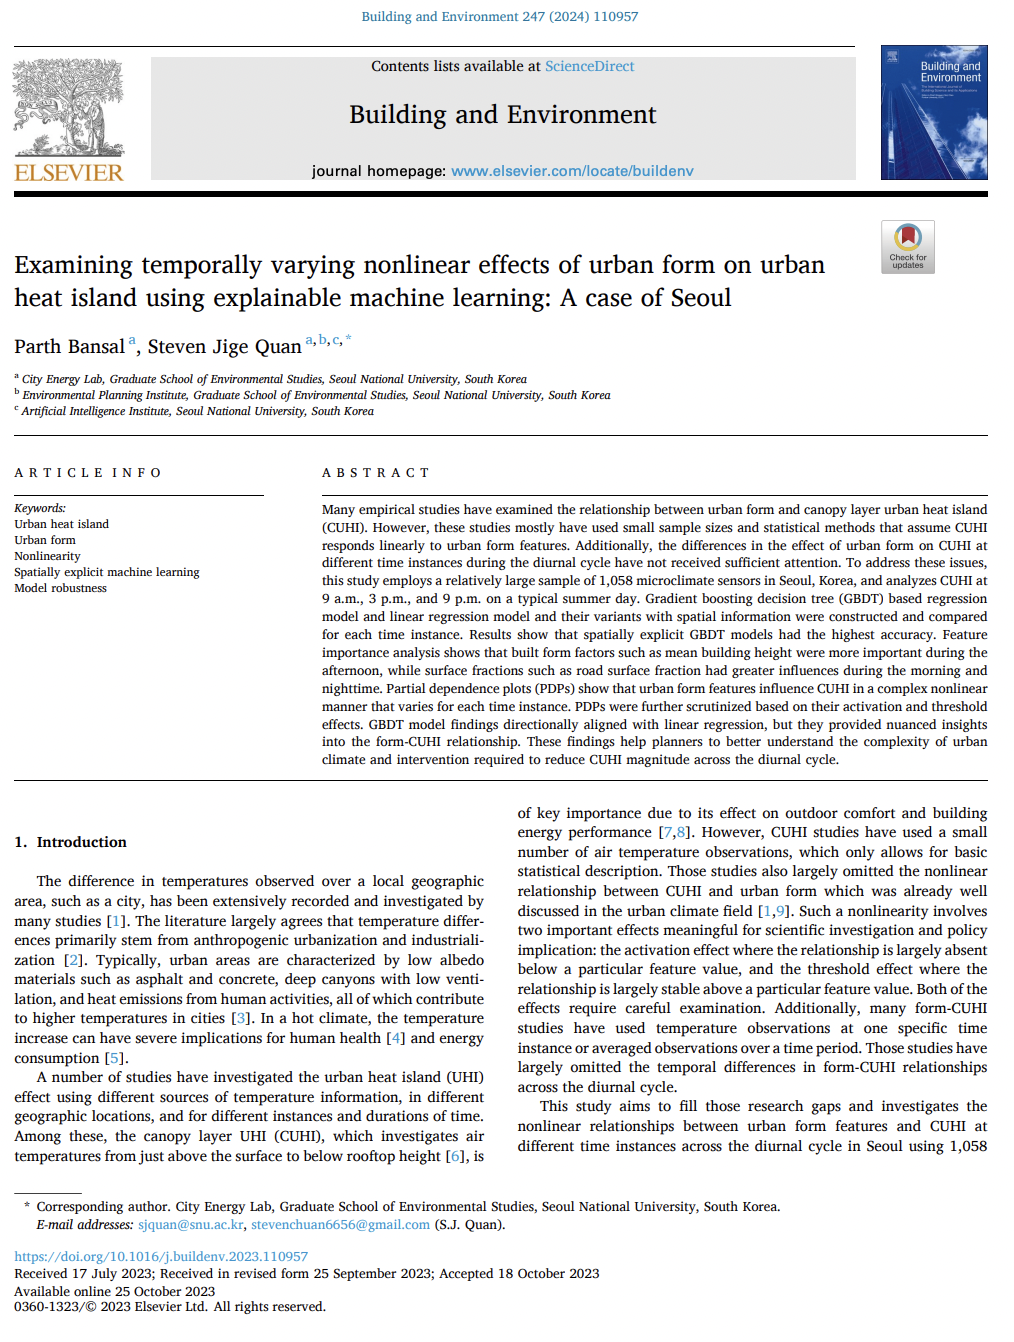 Building and Environment 247 (2024) 110957
Contents lists available at ScienceDirect
Building and Environment
journal homepage: www.elsevier.com/locate/buildenv
ELSEVIER
Building and
Environment
Check for
updates
Examining temporally varying nonlinear effects of urban form on urban
heat island using explainable machine learning: A case of Seoul
Parth Bansal a, Steven Jige Quan a,b,c,*
a City Energy Lab, Graduate School of Environmental Studies, Seoul National University, South Korea
b Environmental Planning Institute, Graduate School of Environmental Studies, Seoul National University, South Korea
c Artificial Intelligence Institute, Seoul National University, South Korea
ARTICLE INFO
Keywords:
Urban heat island
Urban form
Nonlinearity
Spatially explicit machine learning
Model robustness
ABSTRACT
Many empirical studies have examined the relationship between urban form and canopy layer urban heat island
(CUHI). However, these studies mostly have used small sample sizes and statistical methods that assume CUHI
responds linearly to urban form features. Additionally, the differences in the effect of urban form on CUHI at
different time instances during the diurnal cycle have not received sufficient attention. To address these issues,
this study employs a relatively large sample of 1,058 microclimate sensors in Seoul, Korea, and analyzes CUHI at
9 a.m., 3 p.m., and 9 p.m. on a typical summer day. Gradient boosting decision tree (GBDT) based regression
model and linear regression model and their variants with spatial information were constructed and compared
for each time instance. Results show that spatially explicit GBDT models had the highest accuracy. Feature
importance analysis shows that built form factors such as mean building height were more important during the
afternoon, while surface fractions such as road surface fraction had greater influences during the morning and
nighttime. Partial dependence plots (PDPs) show that urban form features influence CUHI in a complex nonlinear
manner that varies for each time instance. PDPs were further scrutinized based on their activation and threshold
effects. GBDT model findings directionally aligned with linear regression, but they provided nuanced insights
into the form-CUHI relationship. These findings help planners to better understand the complexity of urban
climate and intervention required to reduce CUHI magnitude across the diurnal cycle.
1. Introduction
The difference in temperatures observed over a local geographic
area, such as a city, has been extensively recorded and investigated by
many studies [1]. The literature largely agrees that temperature differ-
ences primarily stem from anthropogenic urbanization and industriali-
zation [2]. Typically, urban areas are characterized by low albedo
materials such as asphalt and concrete, deep canyons with low venti-
lation, and heat emissions from human activities, all of which contribute
to higher temperatures in cities [3]. In a hot climate, the temperature
increase can have severe implications for human health [4] and energy
consumption [5].
A number of studies have investigated the urban heat island (UHI)
effect using different sources of temperature information, in different
geographic locations, and for different instances and durations of time.
Among these, the canopy layer UHI (CUHI), which investigates air
temperatures from just above the surface to below rooftop height [6], is
of key importance due to its effect on outdoor comfort and building
energy performance [7,8]. However, CUHI studies have used a small
number of air temperature observations, which only allows for basic
statistical description. Those studies also largely omitted the nonlinear
relationship between CUHI and urban form which was already well
discussed in the urban climate field [1,9]. Such a nonlinearity involves
two important effects meaningful for scientific investigation and policy
implication: the activation effect where the relationship is largely absent
below a particular feature value, and the threshold effect where the
relationship is largely stable above a particular feature value. Both of the
effects require careful examination. Additionally, many form-CUHI
studies have used temperature observations at one specific time
instance or averaged observations over a time period. Those studies have
largely omitted the temporal differences in form-CUHI relationships
across the diurnal cycle.
This study aims to fill those research gaps and investigates the
nonlinear relationships between urban form features and CUHI at
different time instances across the diurnal cycle in Seoul using 1,058
* Corresponding author. City Energy Lab, Graduate School of Environmental Studies, Seoul National University, South Korea.
E-mail addresses: sjquan@snu.ac.kr, stevenchuan6656@gmail.com (S.J. Quan).
https://doi.org/10.1016/j.buildenv.2023.110957
Received 17 July 2023; Received in revised form 25 September 2023; Accepted 18 October 2023
Available online 25 October 2023
0360-1323/© 2023 Elsevier Ltd. All rights reserved.